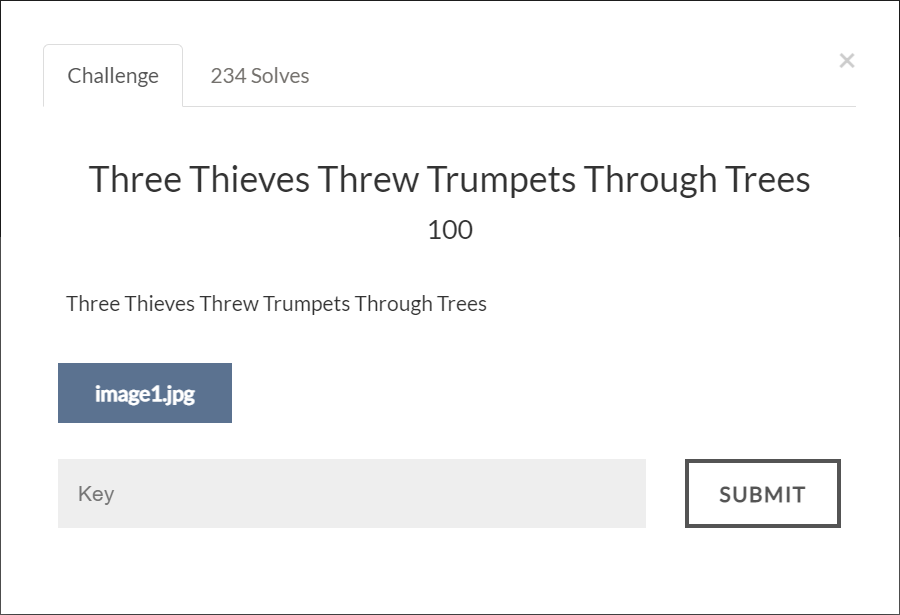 Challenge
234 Solves
×
Three Thieves Threw Trumpets Through Trees
100
Three Thieves Threw Trumpets Through Trees
image1.jpg
Key
SUBMIT